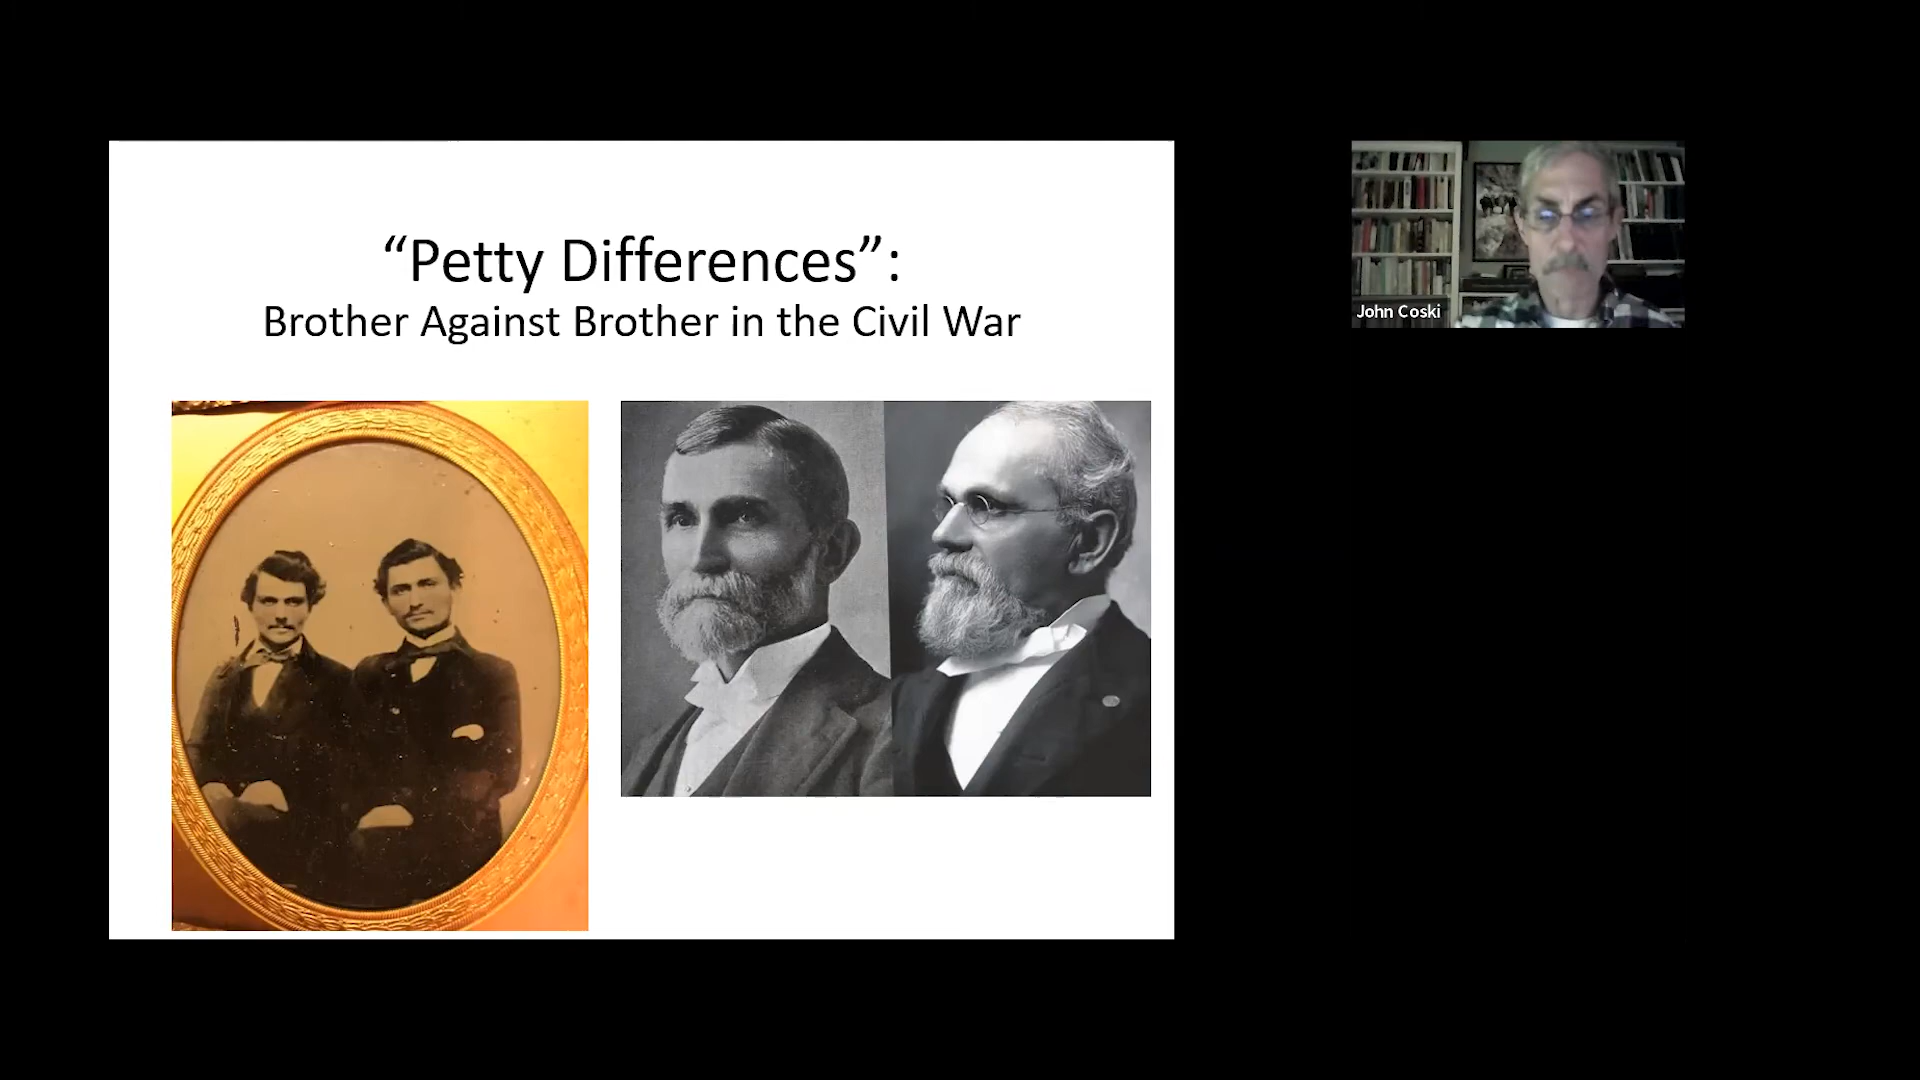 “Petty Differences”:
Brother Against Brother in the Civil War
John Coski